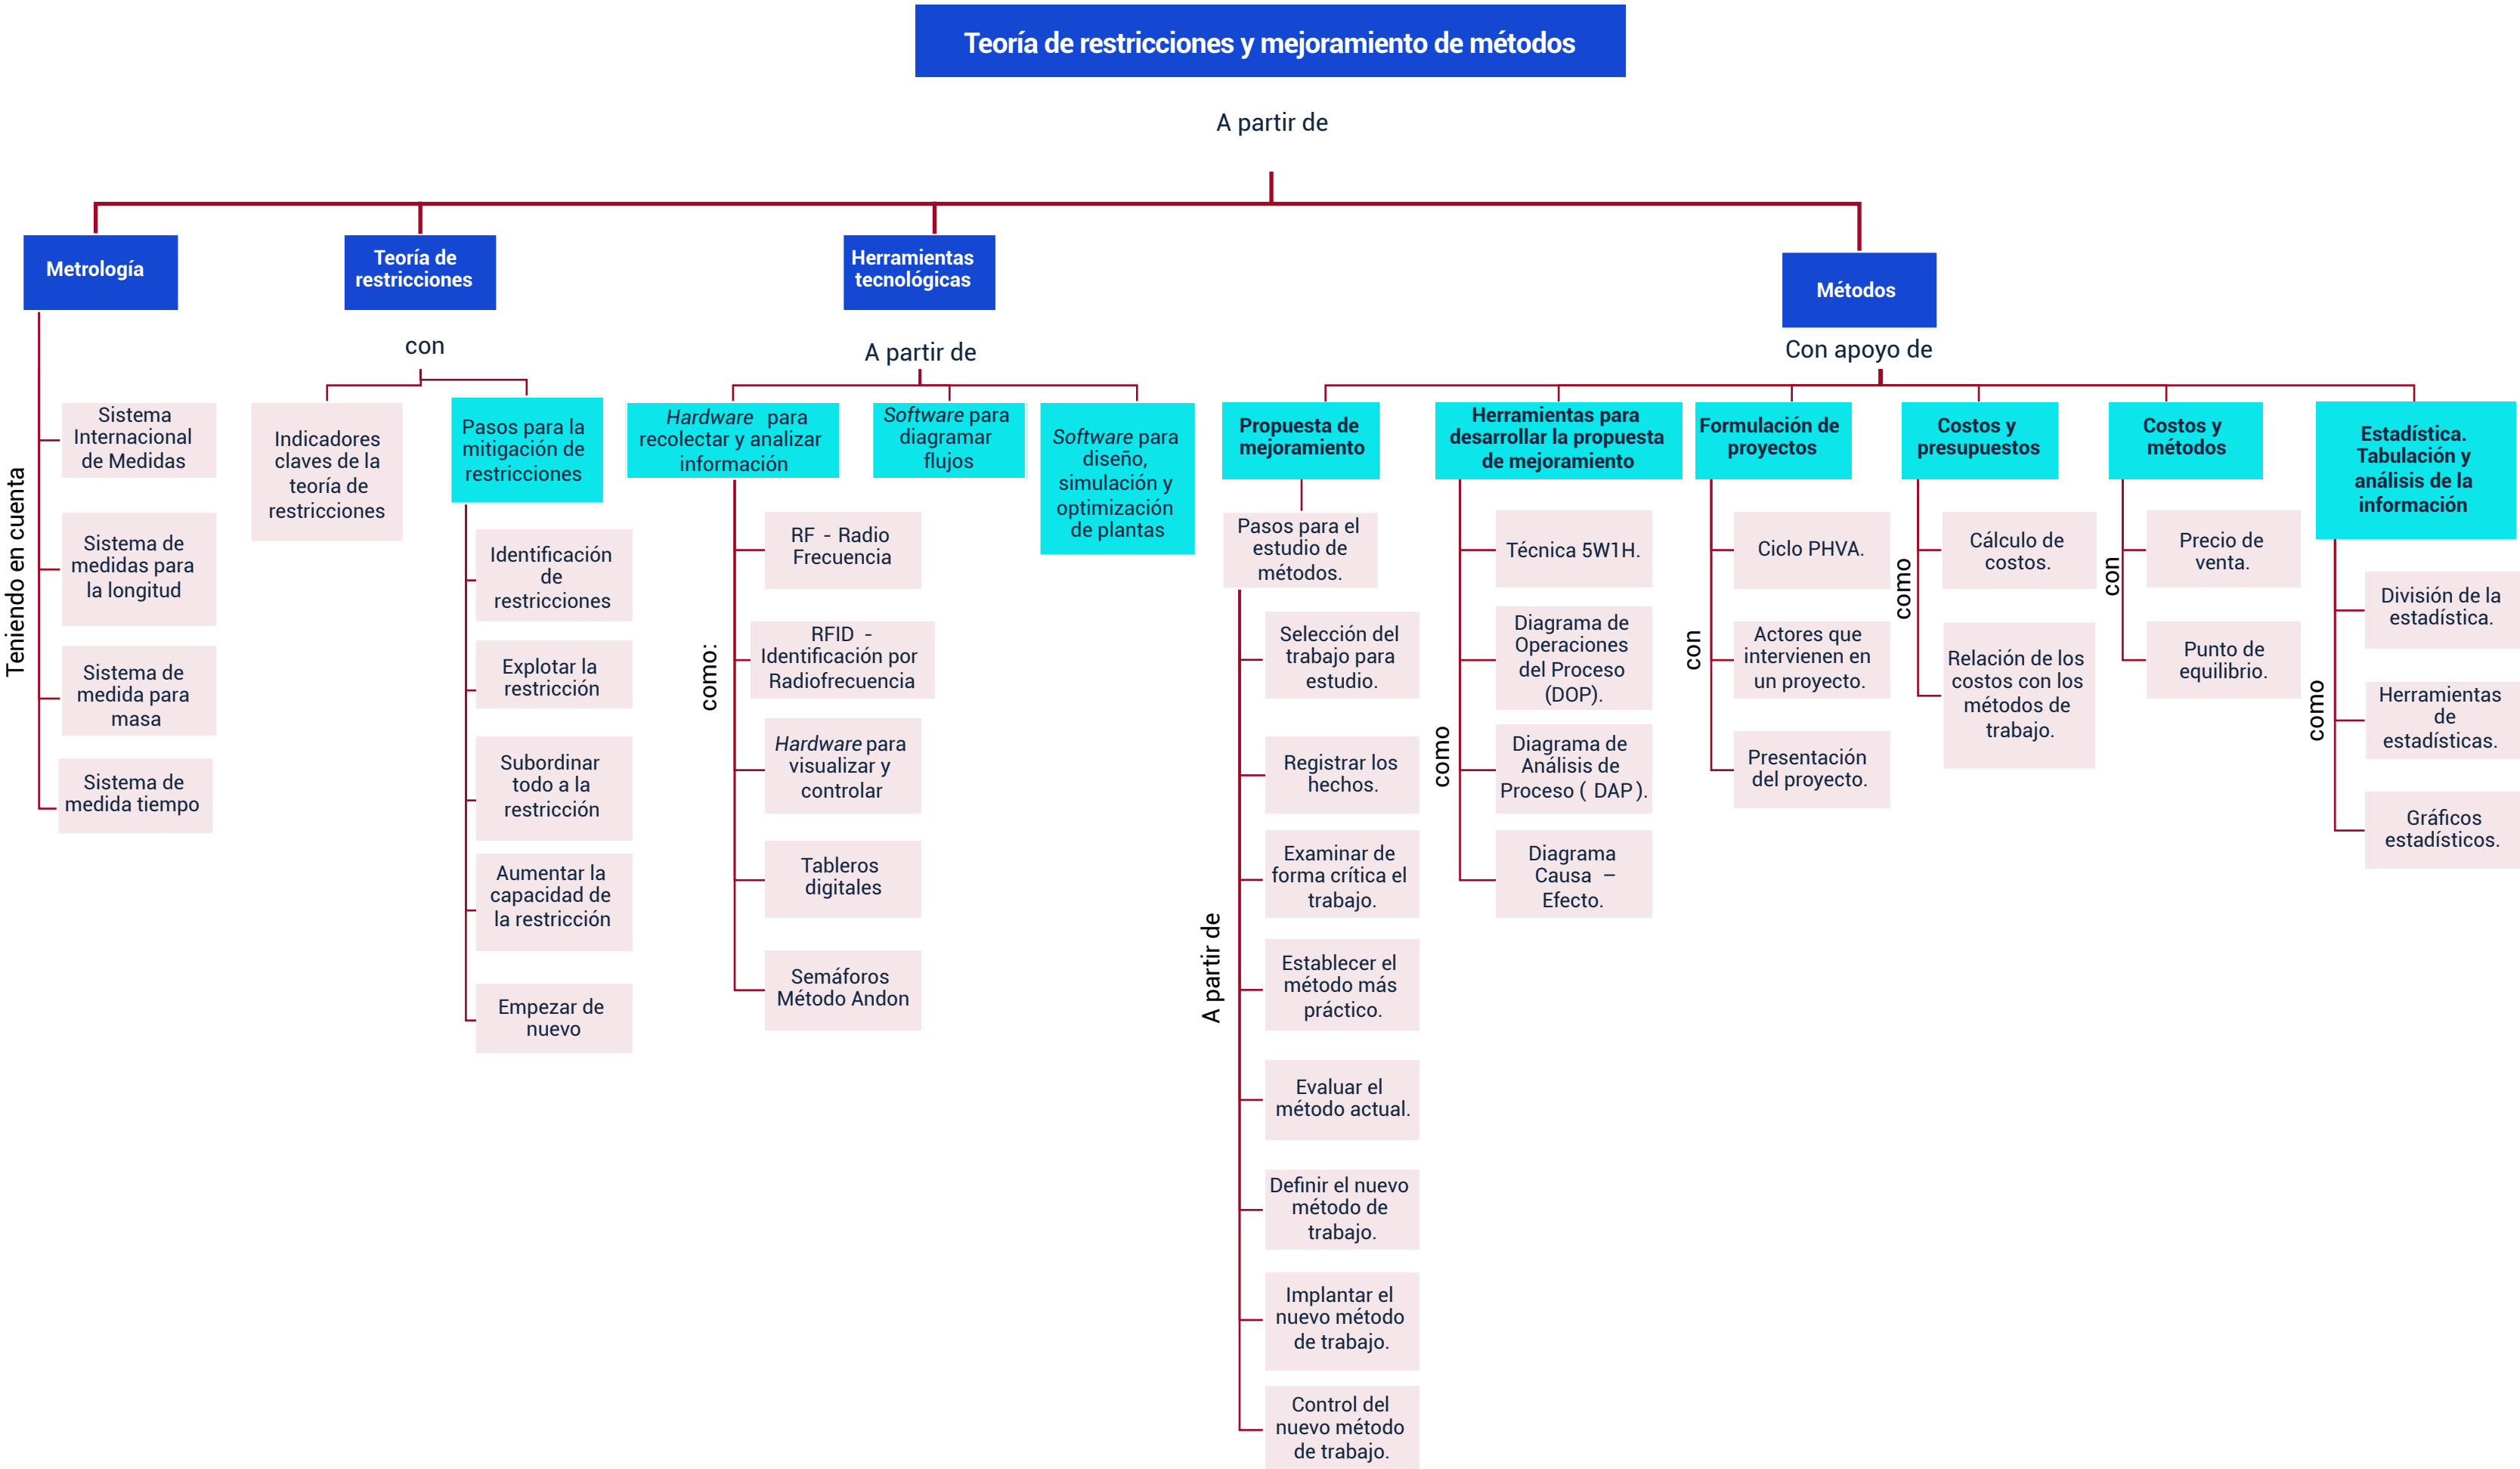 Teoría de restricciones y mejoramiento de métodos
A partir de
Metrología
Teniendo en cuenta
Sistema
Internacional
de Medidas
Sistema de
medidas para
la longitud
Sistema de
medida para
masa
Sistema de
medida tiempo
Teoría de
restricciones
con
Indicadores
claves de la
teoría de
restricciones
Pasos para la
mitigación de
restricciones
Identificación
de
restricciones
Explotar la
restricción
Subordinar
todo a la
restricción
Aumentar la
capacidad de
la restricción
Empezar de
nuevo
Herramientas
tecnológicas
A partir de
Hardware para
recolectar y analizar
información
como:
RF - Radio
Frecuencia
RFID -
Identificación por
Radiofrecuencia
Hardware para
visualizar y
controlar
Tableros
digitales
Semáforos
Método Andon
Software para
diagramar
flujos
Software para
diseño,
simulación y
optimización
de plantas
Métodos
Con apoyo de
Propuesta de
mejoramiento
Pasos para el
estudio de
métodos.
A partir de
Selección del
trabajo para
estudio.
Registrar los
hechos.
Examinar de
forma crítica el
trabajo.
Establecer el
método más
práctico.
Evaluar el
método actual.
Definir el nuevo
método de
trabajo.
Implantar el
nuevo método
de trabajo.
Control del
nuevo método
de trabajo.
Herramientas para
desarrollar la propuesta
de mejoramiento
como
Técnica 5W1H.
Diagrama de
Operaciones
del Proceso
(DOP).
Diagrama de
Análisis de
Proceso ( DAP ).
Diagrama
Causa –
Efecto.
Formulación de
proyectos
con
Ciclo PHVA.
Actores que
intervienen en
un proyecto.
Presentación
del proyecto.
Costos y
presupuestos
como
Cálculo de
costos.
Relación de los
costos con los
métodos de
trabajo.
Costos y
métodos
con
Precio de
venta.
Punto de
equilibrio.
Estadística.
Tabulación y
análisis de la
información
como
División de la
estadística.
Herramientas
de
estadísticas.
Gráficos
estadísticos.